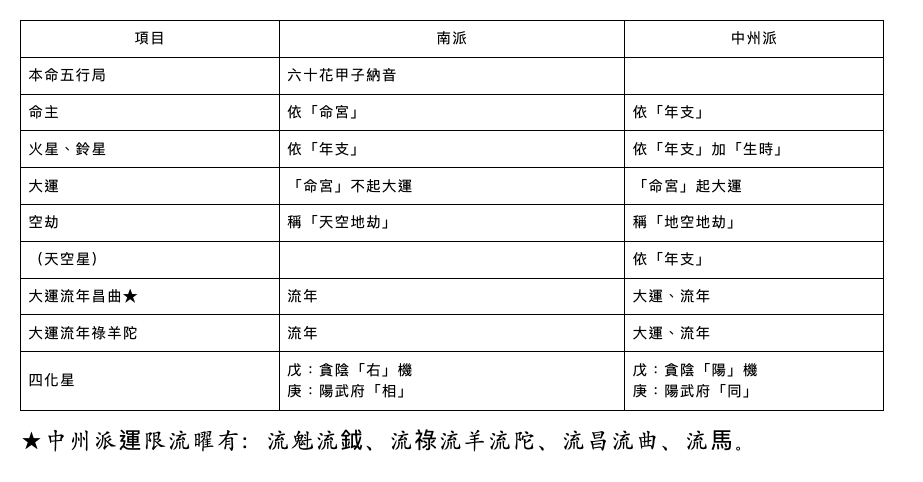 項目 南派 中州派
本命五行局 六十花甲子納音
命主 依「命宮」 依「年支」
火星、鈴星 依「年支」 依「年支」加「生時」
大運 「命宮」不起大運 「命宮」起大運
空劫 稱「天空地劫」 稱「地空地劫」
（天空星） 依「年支」
大運流年昌曲★ 流年 大運、流年
大運流年祿羊陀 流年 大運、流年
四化星 戊：貪陰「右」機 戊：貪陰「陽」機
庚：陽武府「相」 庚：陽武府「同」
★中州派運限流曜有：流魁流鉞、流祿流羊流陀、流昌流曲、流馬。